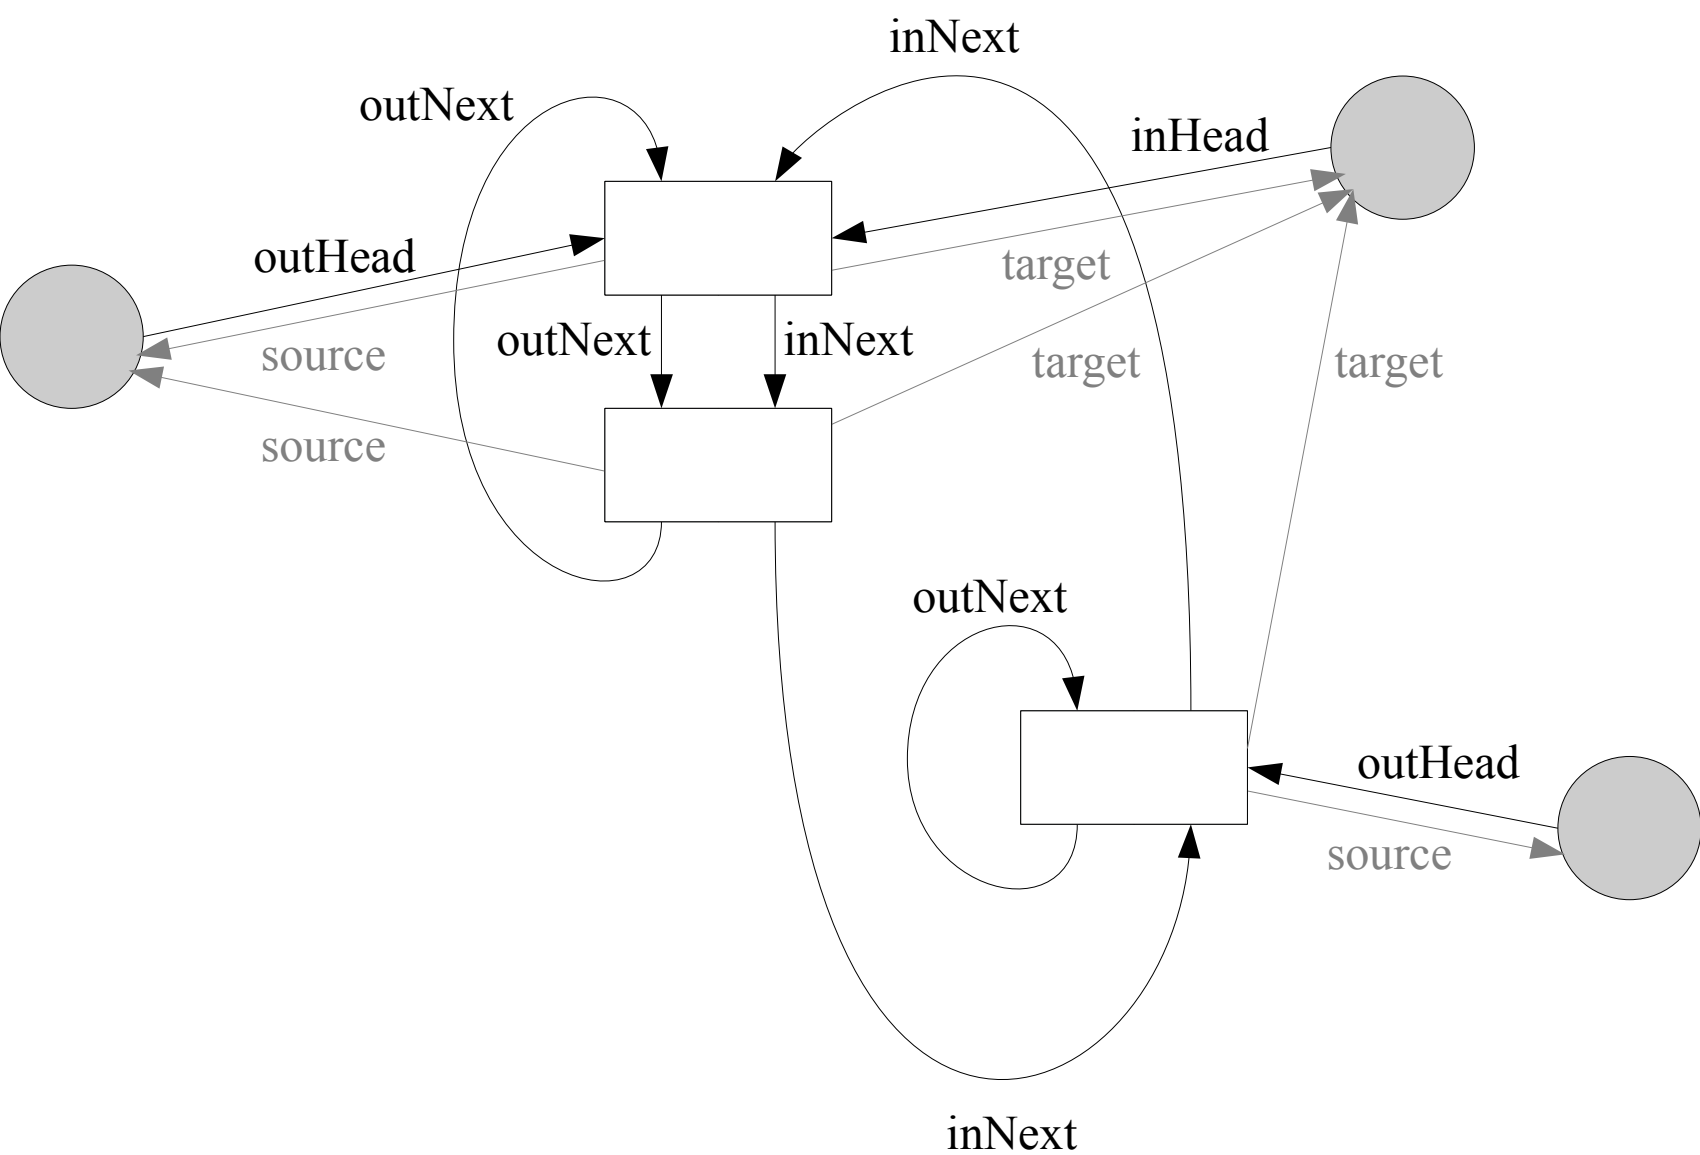 inNext
outNext
inHead
outHead
target
outNext
inNext
source
target
target
source
outNext
outHead
source
inNext